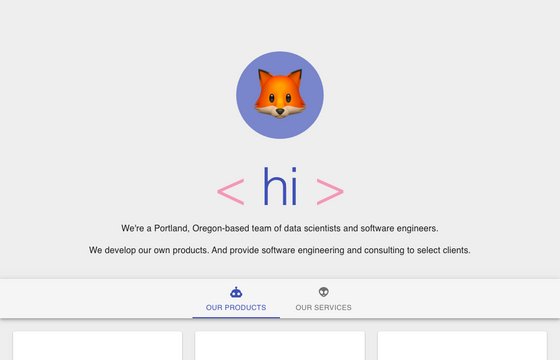 < hi >
We're a Portland, Oregon-based team of data scientists and software engineers.
We develop our own products. And provide software engineering and consulting to select clients.
OUR PRODUCTS OUR SERVICES